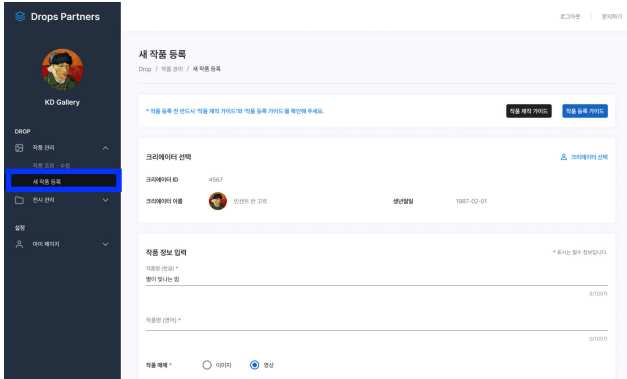 Drops Partners
로그아웃
문의하기
KD Gallery
DROP
작품 관리
작품 조회 · 수정
새 작품 등록
전시 관리
설정
마이 페이지
새 작품 등록
Drop / 작품 관리 / 새 작품 등록
* 작품 등록 전 반드시 '작품 제작 가이드'와 '작품 등록 가이드'를 확인해 주세요.
작품 제작 가이드
작품 등록 가이드
크리에이터 선택
크리에이터 선택
크리에이터 ID 4567
크리에이터 이름 빈센트 반 고흐 생년월일 1987-02-01
작품 정보 입력
* 표시는 필수 정보입니다.
작품명 (한글) *
별이 빛나는 밤
8/100자
작품명 (영어) *
0/100자
작품 매체 * 이미지 영상